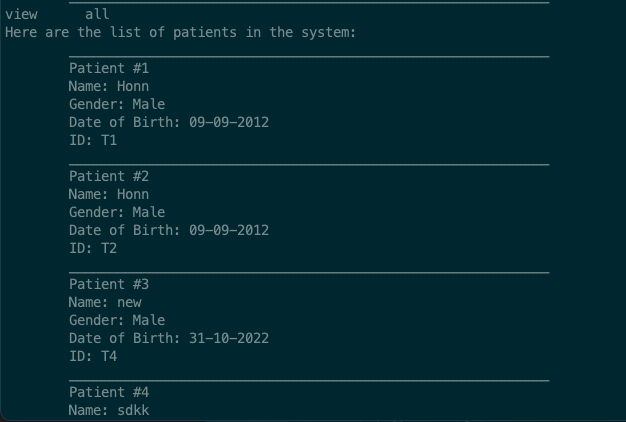 view      all
Here are the list of patients in the system:
Patient #1
Name: Honn
Gender: Male
Date of Birth: 09-09-2012
ID: T1
Patient #2
Name: Honn
Gender: Male
Date of Birth: 09-09-2012
ID: T2
Patient #3
Name: new
Gender: Male
Date of Birth: 31-10-2022
ID: T4
Patient #4
Name: sdkk